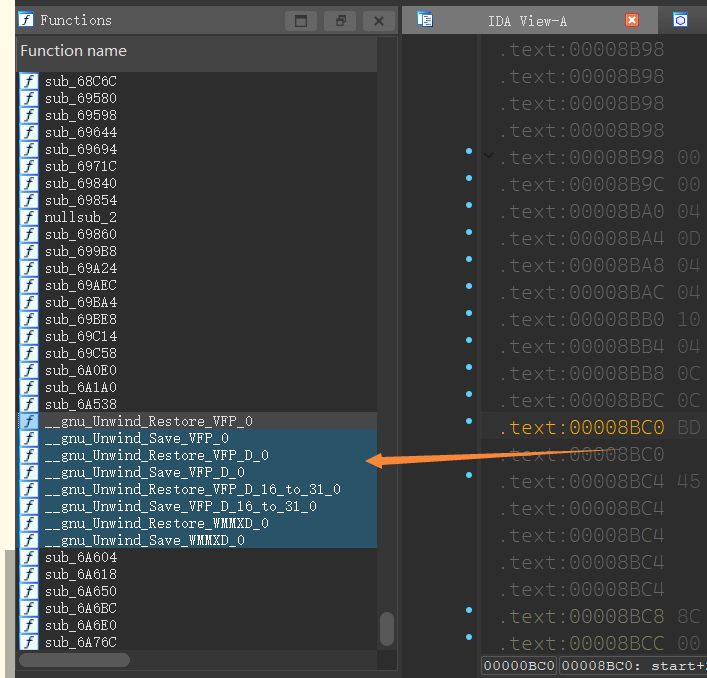 Functions
Function name
sub_68C6C
sub_69580
sub_69598
sub_69644
sub_69694
sub_6971C
sub_69840
sub_69854
nullsub_2
sub_69860
sub_699B8
sub_69A24
sub_69AEC
sub_69BA4
sub_69BE8
sub_69C14
sub_69C58
sub_6A0E0
sub_6A1A0
sub_6A538
__gnu_Unwind_Restore_VFP_0
__gnu_Unwind_Save_VFP_0
__gnu_Unwind_Restore_VFP_D_0
__gnu_Unwind_Save_VFP_D_0
__gnu_Unwind_Restore_VFP_D_16_to_31_0
__gnu_Unwind_Save_VFP_D_16_to_31_0
__gnu_Unwind_Restore_WMMXD_0
__gnu_Unwind_Save_WMMXD_0
sub_6A604
sub_6A618
sub_6A650
sub_6A6BC
sub_6A6E0
sub_6A76C
IDA View-A
.text:00008B98
.text:00008B98
.text:00008B98
.text:00008B98
.text:00008B98 00
.text:00008B9C 00
.text:00008BA0 04
.text:00008BA4 0D
.text:00008BA8 04
.text:00008BAC 04
.text:00008BB0 10
.text:00008BB4 04
.text:00008BB8 0C
.text:00008BBC 0C
.text:00008BC0 BD
.text:00008BC0
.text:00008BC4 45
.text:00008BC4
.text:00008BC4
.text:00008BC4
.text:00008BC8 8C
.text:00008BCC 00
00000BC0 00008BC0: start+